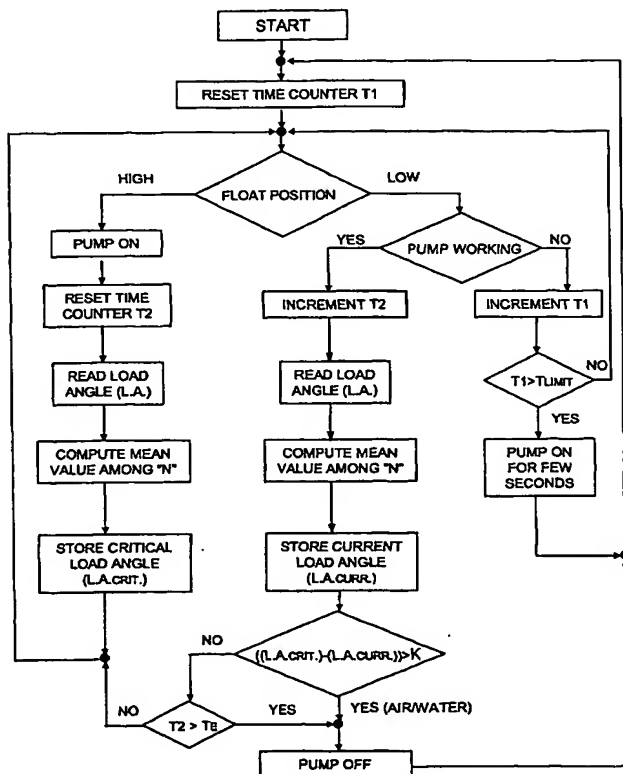 START
RESET TIME COUNTER T1
HIGH
FLOAT POSITION
LOW
PUMP ON
YES
PUMP WORKING
NO
RESET TIME
COUNTER T2
INCREMENT T2
INCREMENT T1
READ LOAD
ANGLE (L.A.)
READ LOAD
ANGLE (L.A.)
T1>TLIMIT
NO
YES
COMPUTE MEAN
VALUE AMONG "N"
COMPUTE MEAN
VALUE AMONG "N"
PUMP ON
FOR FEW
SECONDS
STORE CRITICAL
LOAD ANGLE
(L.A.CRIT.)
STORE CURRENT
LOAD ANGLE
(L.A.CURR.)
NO
((L.A.CRIT.)-(L.A.CURR.))>K
NO
T2 > TE
YES
YES (AIR/WATER)
PUMP OFF